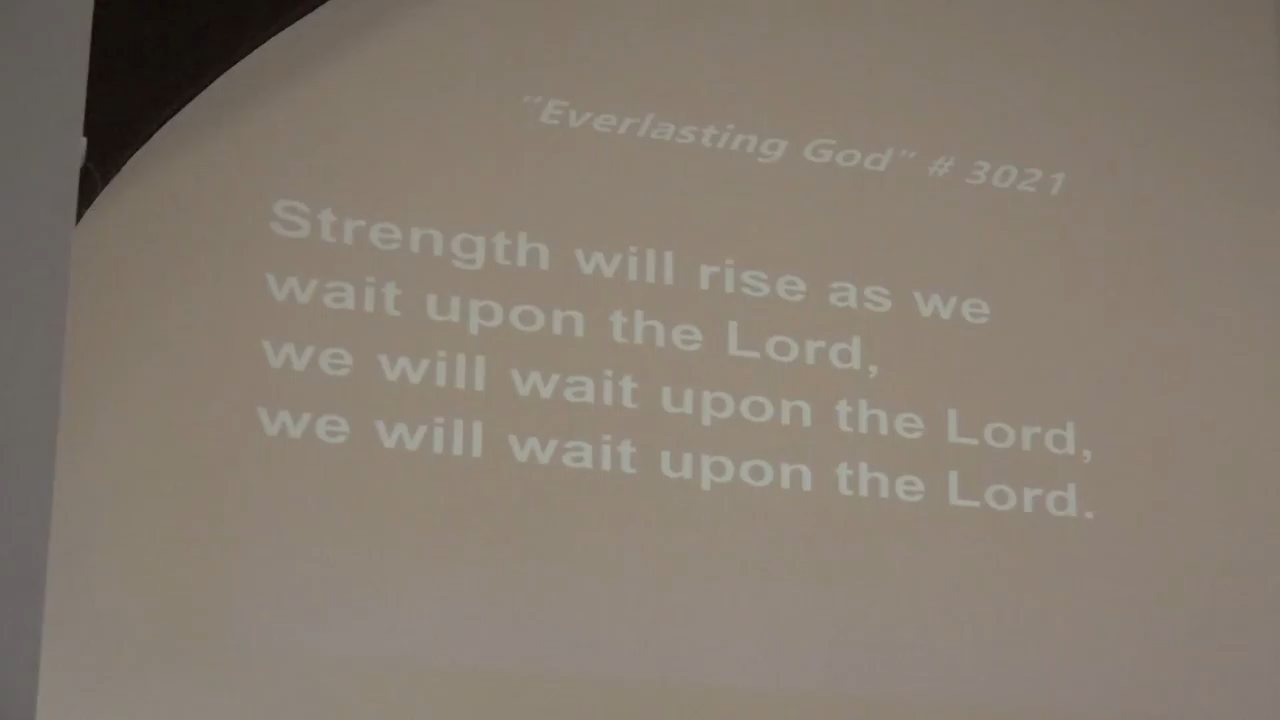 "Everlasting God" # 3021
Strength will rise as we
wait upon the Lord,
we will wait upon the Lord,
we will wait upon the Lord.